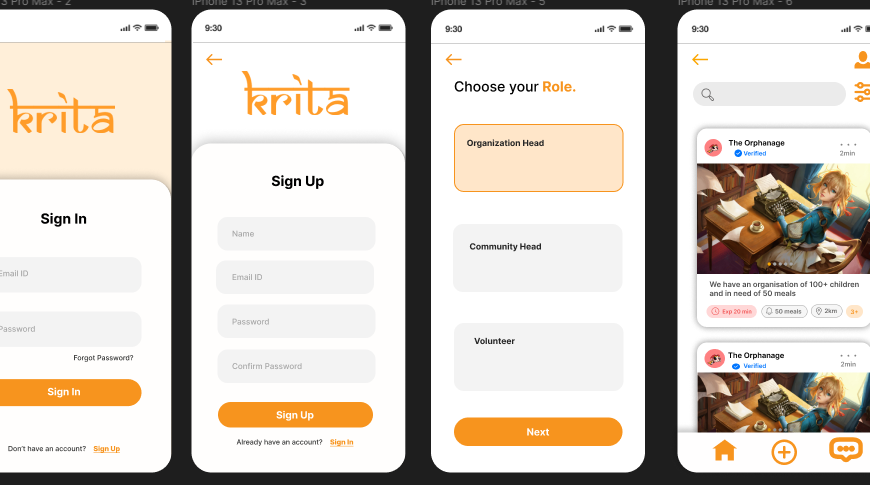 3 Pro Max - 2
krita
Sign In
Email ID
Password
Forgot Password?
Sign In
Don't have an account? Sign Up
iPhone 13 Pro Max - 3
9:30
krita
Sign Up
Name
Email ID
Password
Confirm Password
Sign Up
Already have an account? Sign In
iPhone 13 Pro Max - 5
9:30
Choose your Role.
Organization Head
Community Head
Volunteer
Next
iPhone 13 Pro Max - 6
9:30
The Orphanage
Verified
2min
We have an organisation of 100+ children
and in need of 50 meals
Exp 20 min
50 meals
2km
3+
The Orphanage
Verified
2min